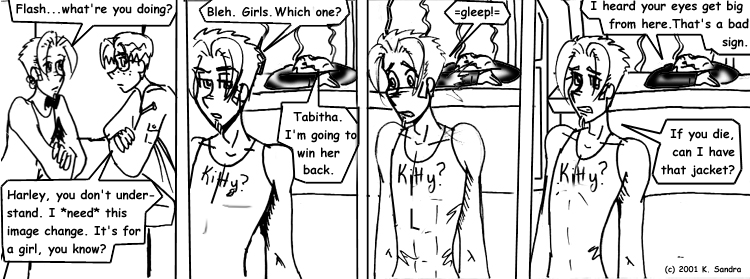 Flash...what're you doing?
Harley, you don't under-
stand. I *need* this
image change. It's for
a girl, you know?
Bleh. Girls. Which one?
Tabitha.
I'm going to
win her
back.
Kitty?
=gleep!=
Kitty?
I heard your eyes get big
from here.That's a bad
sign.
If you die,
can I have
that jacket?
Kitty?
(c) 2001 K. Sandra